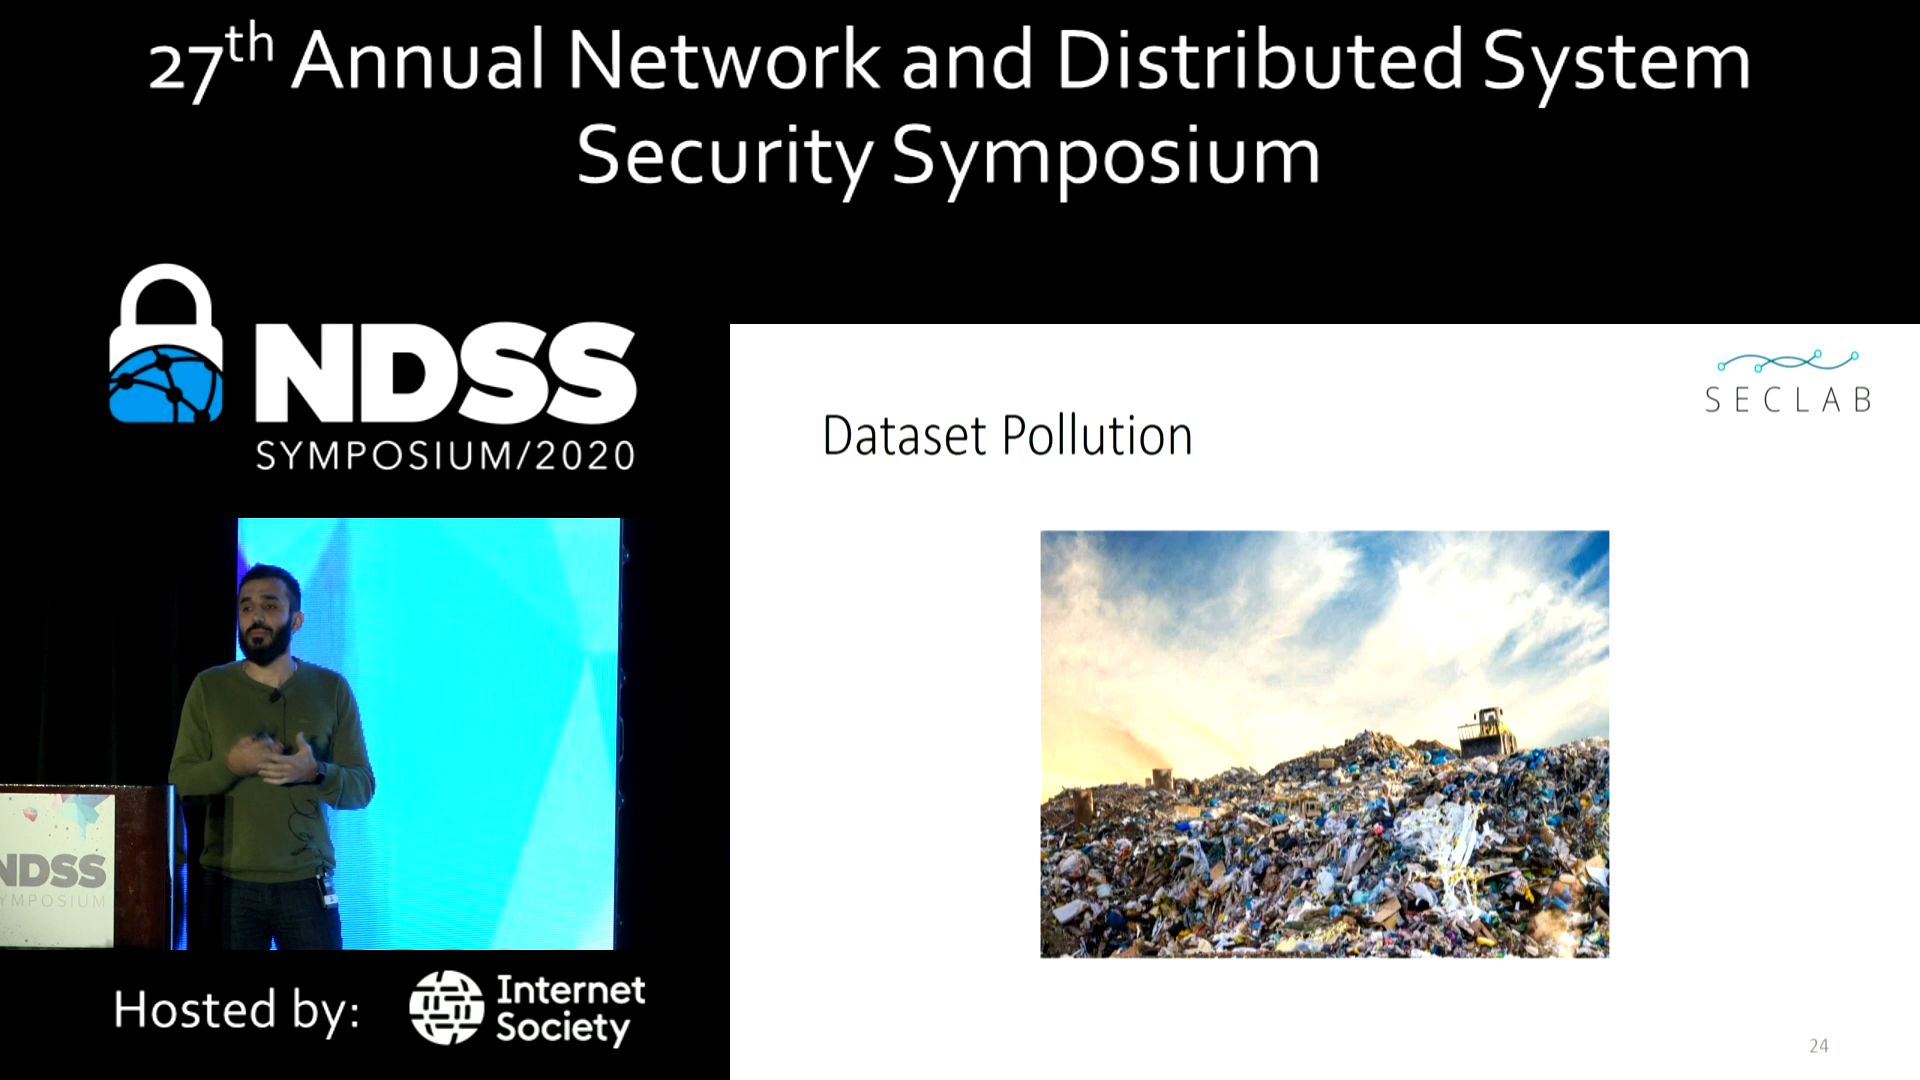 27th Annual Network and Distributed System
Security Symposium
NDSS
SYMPOSIUM/2020
SECLAB
Dataset Pollution
NDSS
YMPOSIUM
Hosted by:
Internet
Society
24